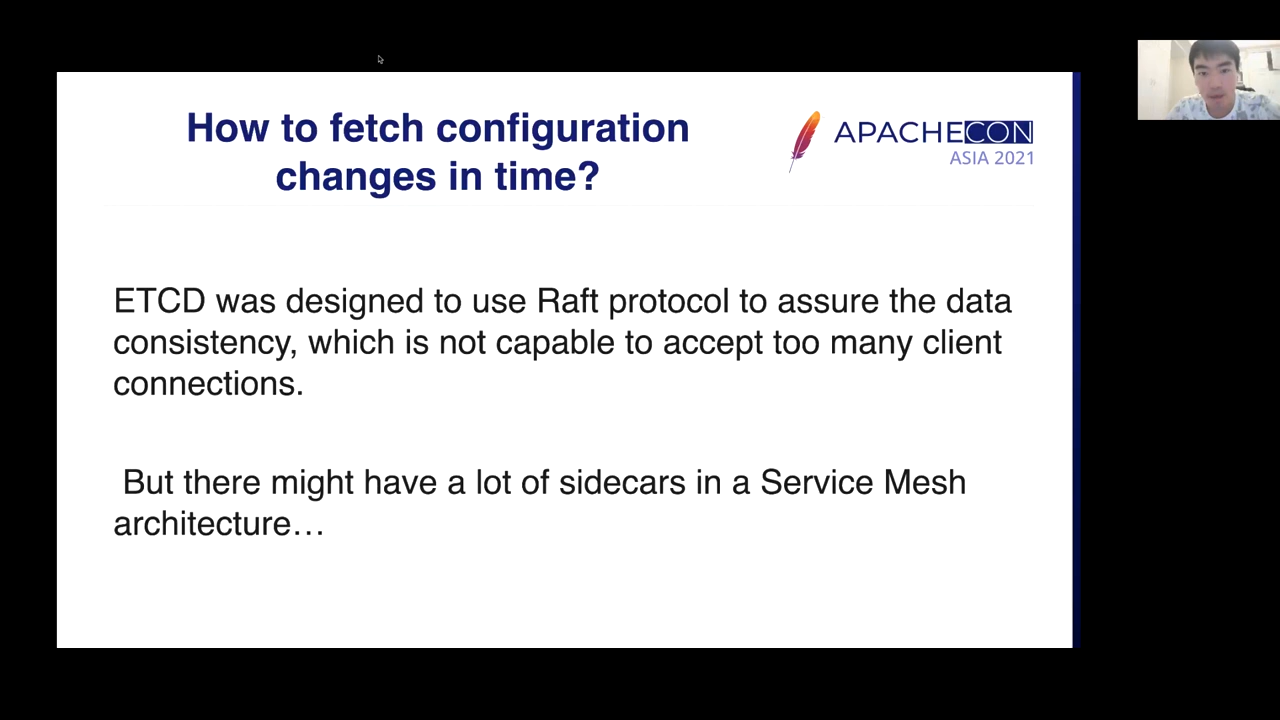 How to fetch configuration
changes in time?
APACHECON
ASIA 2021
ETCD was designed to use Raft protocol to assure the data
consistency, which is not capable to accept too many client
connections.
But there might have a lot of sidecars in a Service Mesh
architecture…